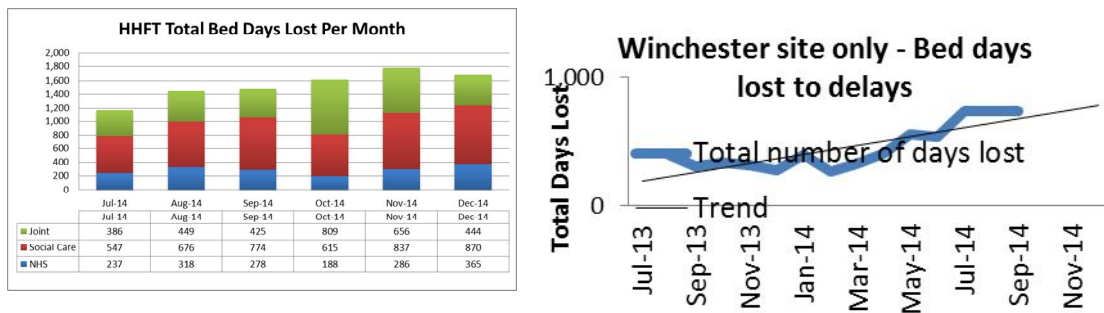 HHFT Total Bed Days Lost Per Month
2,000
1,800
1,600
1,400
1,200
1,000
800
600
400
200
0
Jul-14 Aug-14 Sep-14 Oct-14 Nov-14 Dec-14
Jul-14 Aug-14 Sep-14 Oct-14 Nov-14 Dec-14
Joint 386 449 425 809 656 444
Social Care 547 676 774 615 837 870
NHS 237 318 278 188 286 365
Winchester site only - Bed days
lost to delays
Total Days Lost
1,000
0
Total number of days lost
Trend
Jul-13
Sep-13
Nov-13
Jan-14
Mar-14
May-14
Jul-14
Sep-14
Nov-14